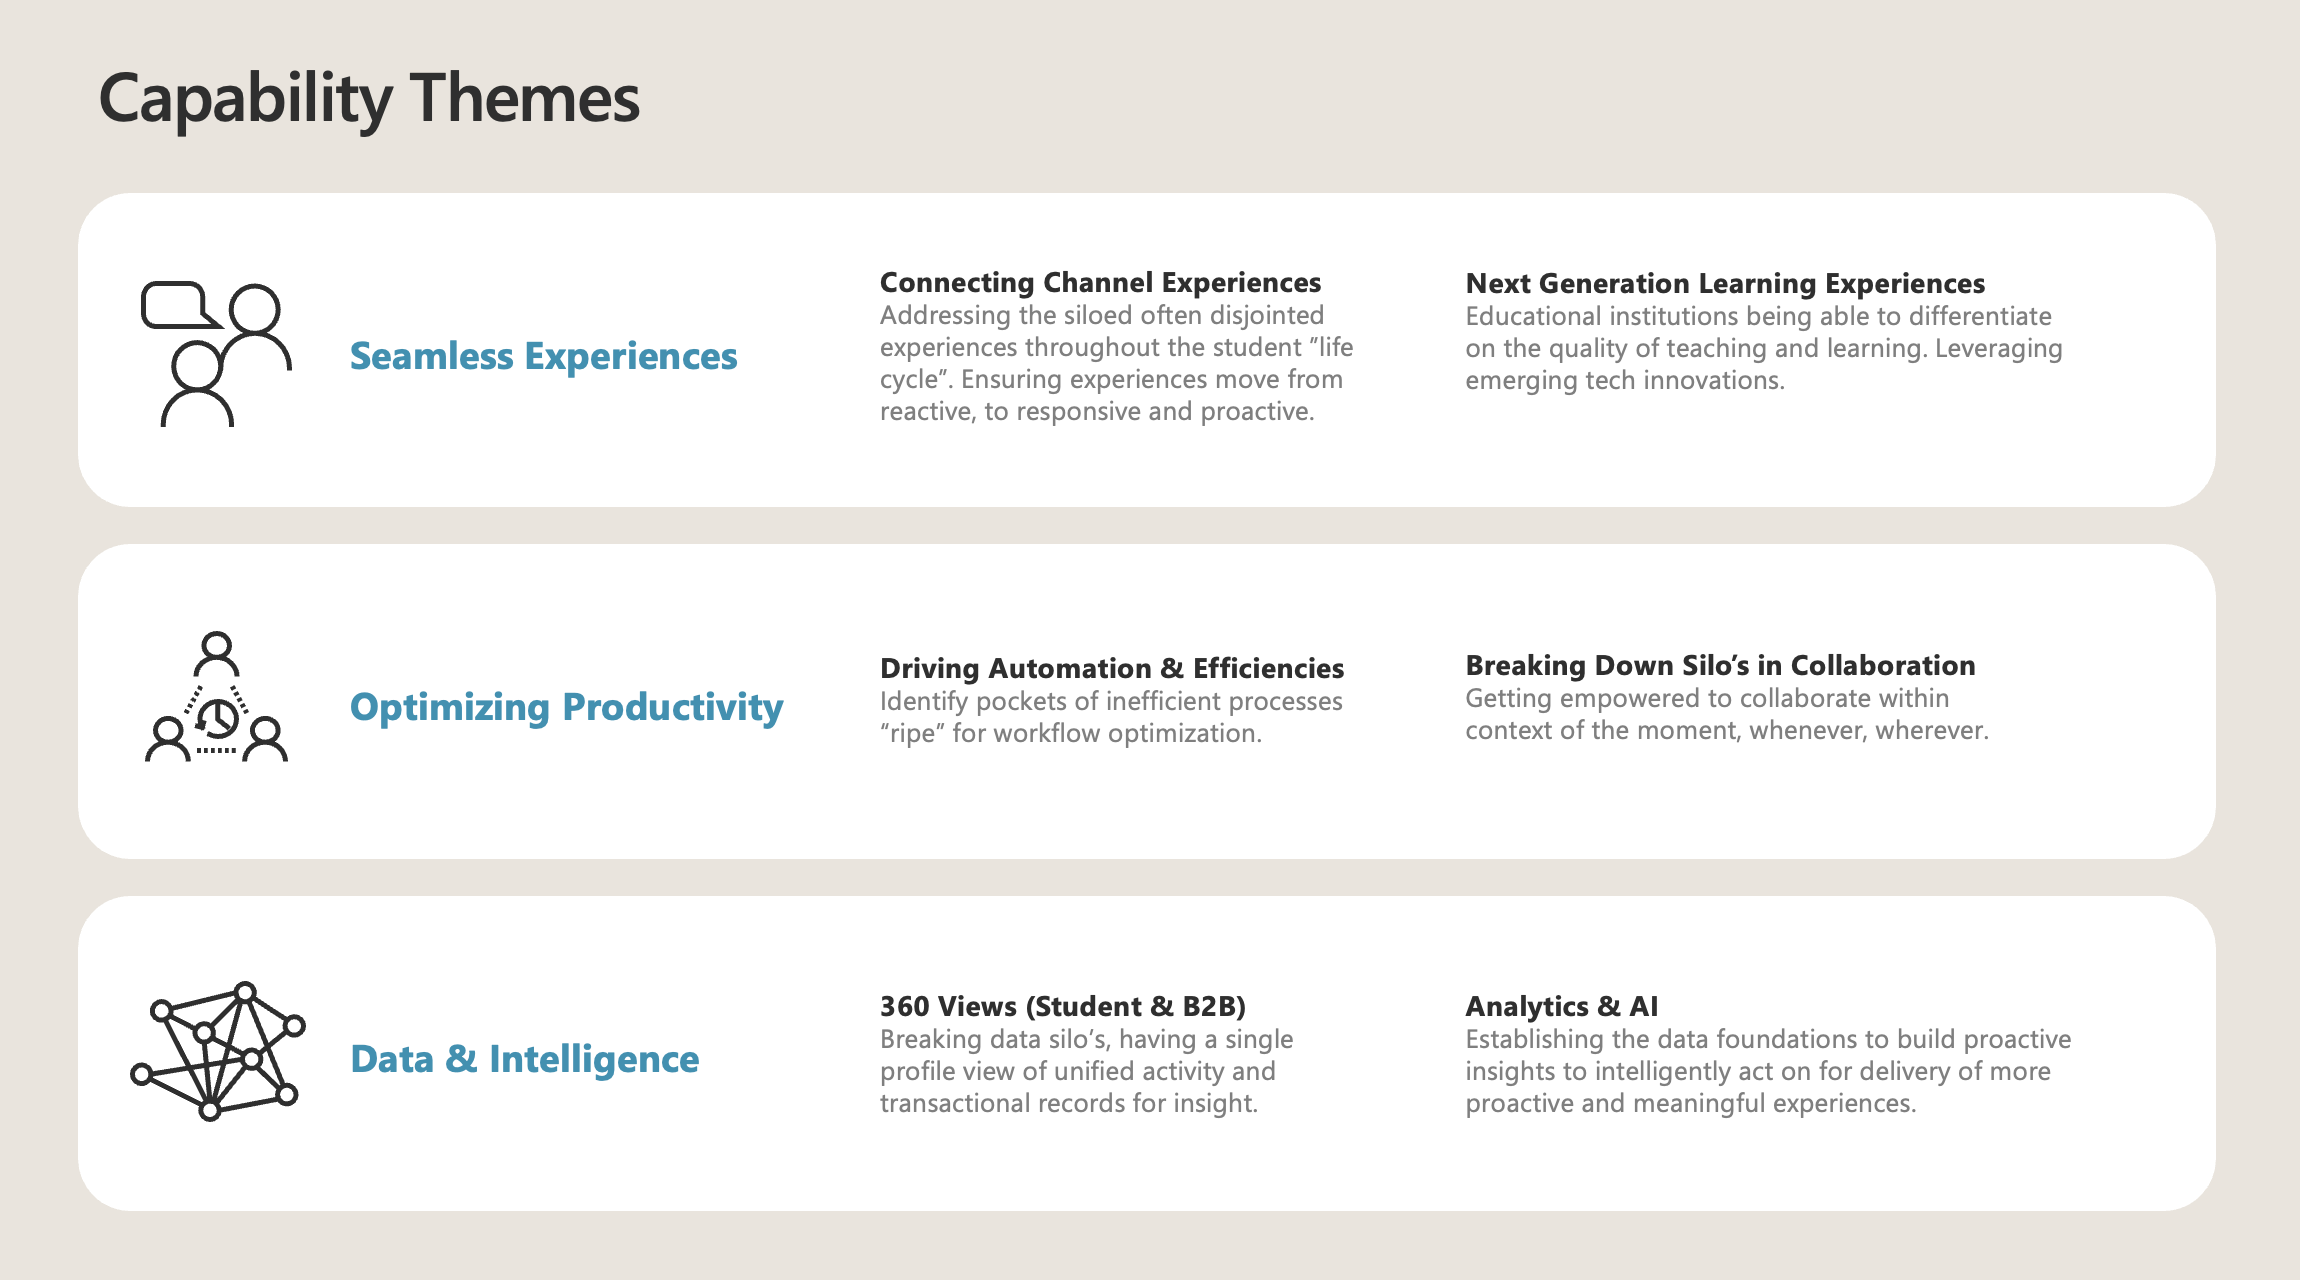 Capability Themes
Seamless Experiences
Connecting Channel Experiences
Addressing the siloed often disjointed
experiences throughout the student "life
cycle". Ensuring experiences move from
reactive, to responsive and proactive.
Next Generation Learning Experiences
Educational institutions being able to differentiate
on the quality of teaching and learning. Leveraging
emerging tech innovations.
Optimizing Productivity
Driving Automation & Efficiencies
Identify pockets of inefficient processes
“ripe” for workflow optimization.
Breaking Down Silo’s in Collaboration
Getting empowered to collaborate within
context of the moment, whenever, wherever.
Data & Intelligence
360 Views (Student & B2B)
Breaking data silo’s, having a single
profile view of unified activity and
transactional records for insight.
Analytics & AI
Establishing the data foundations to build proactive
insights to intelligently act on for delivery of more
proactive and meaningful experiences.